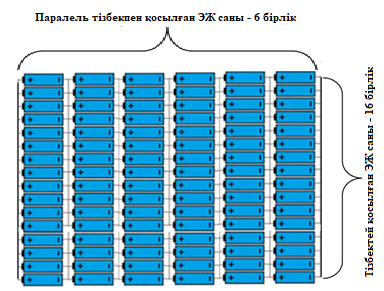 Паралель тізбекпен қосылған ЭЖ саны - 6 бірлік
Тізбектей қосылған ЭЖ саны - 16 бірлік